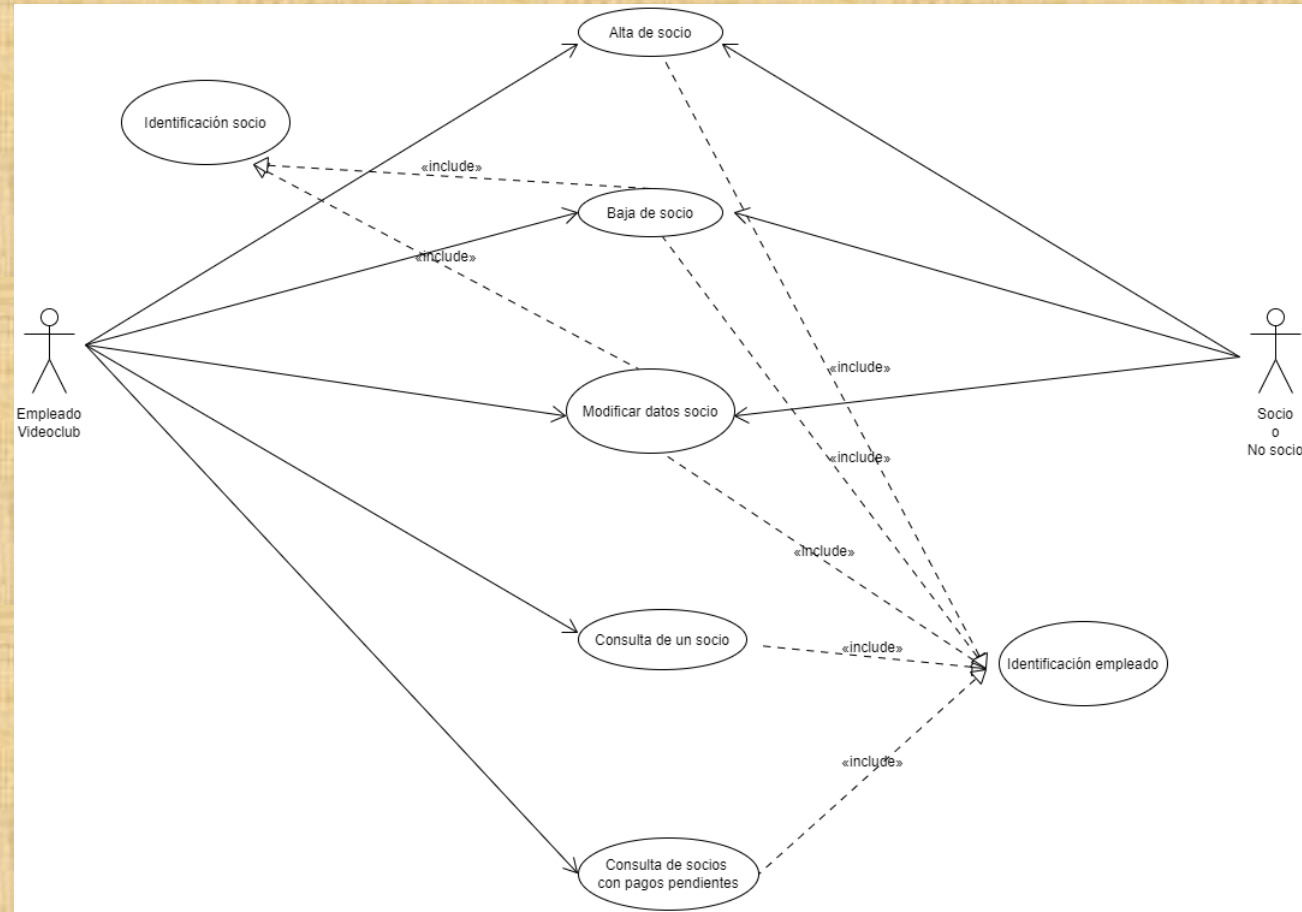 Alta de socio
Identificación socio
«include»
Baja de socio
«include»
Empleado
Videoclub
Socio
o
No socio
«include»
Modificar datos socio
«include»
«include»
Consulta de un socio
«include»
Identificación empleado
«include»
Consulta de socios
con pagos pendientes